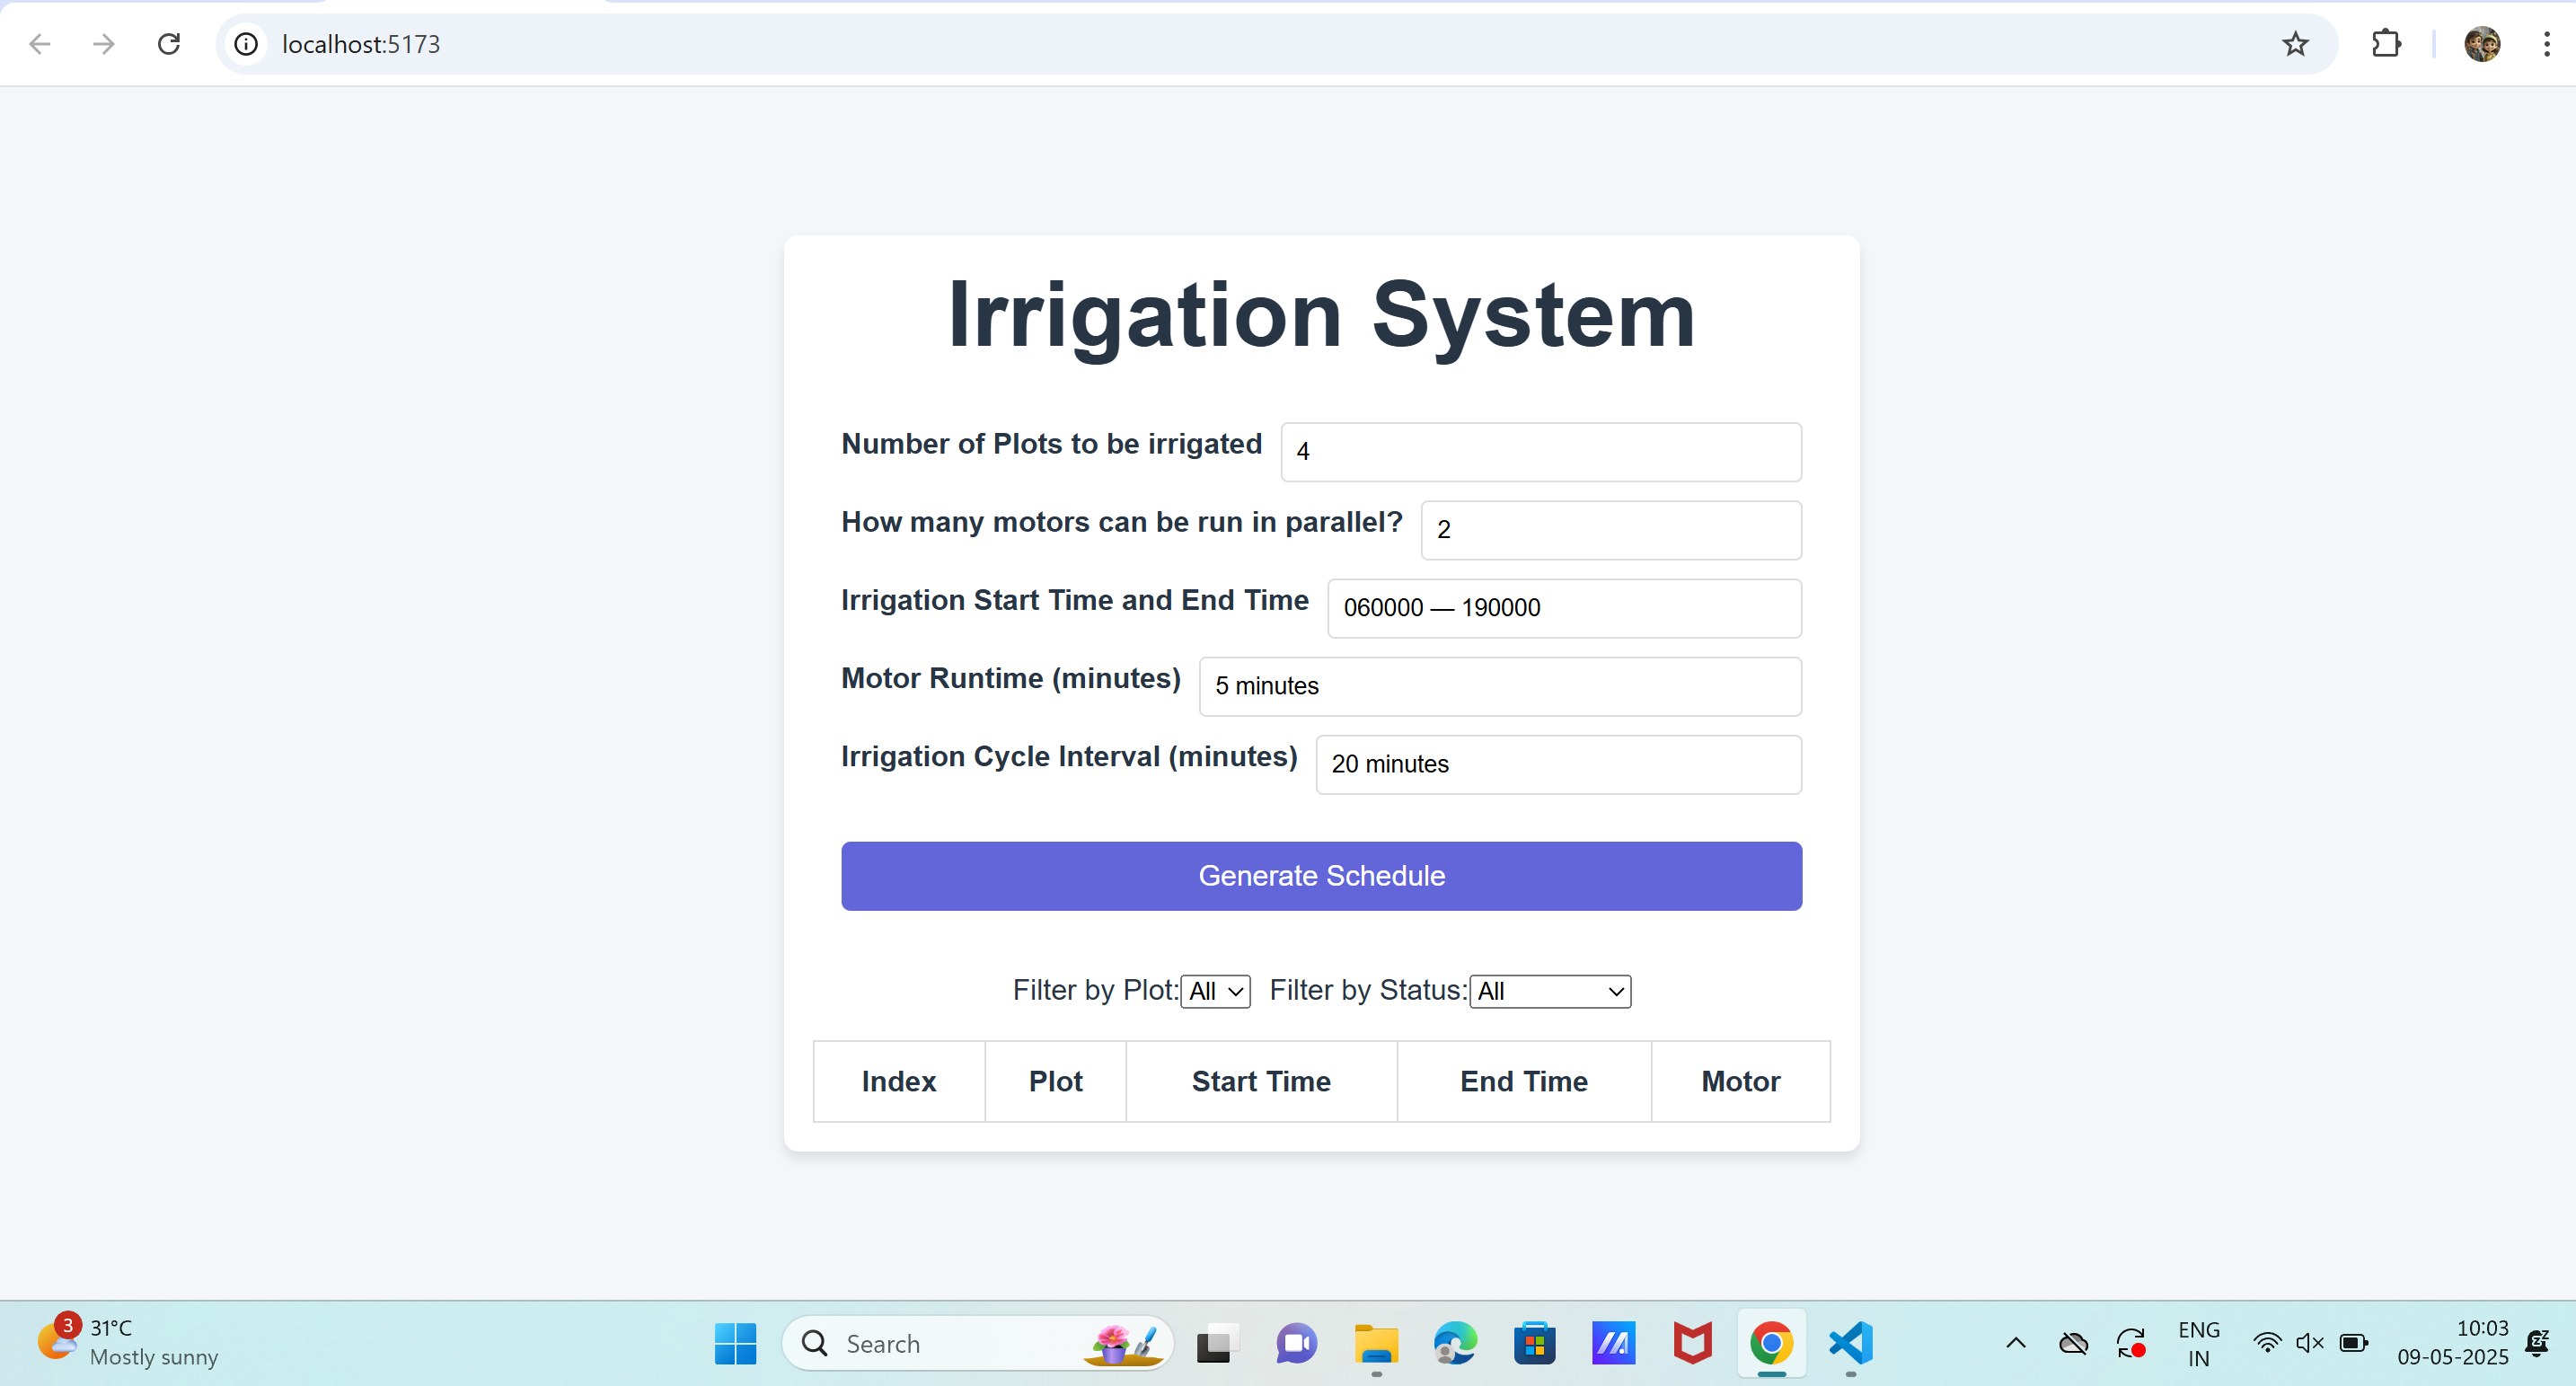 localhost:5173
Irrigation System
Number of Plots to be irrigated 4
How many motors can be run in parallel? 2
Irrigation Start Time and End Time 060000 — 190000
Motor Runtime (minutes) 5 minutes
Irrigation Cycle Interval (minutes) 20 minutes
Generate Schedule
Filter by Plot: All Filter by Status: All
Index Plot Start Time End Time Motor
3
31°C
Mostly sunny
Search
ENG
IN
10:03
09-05-2025